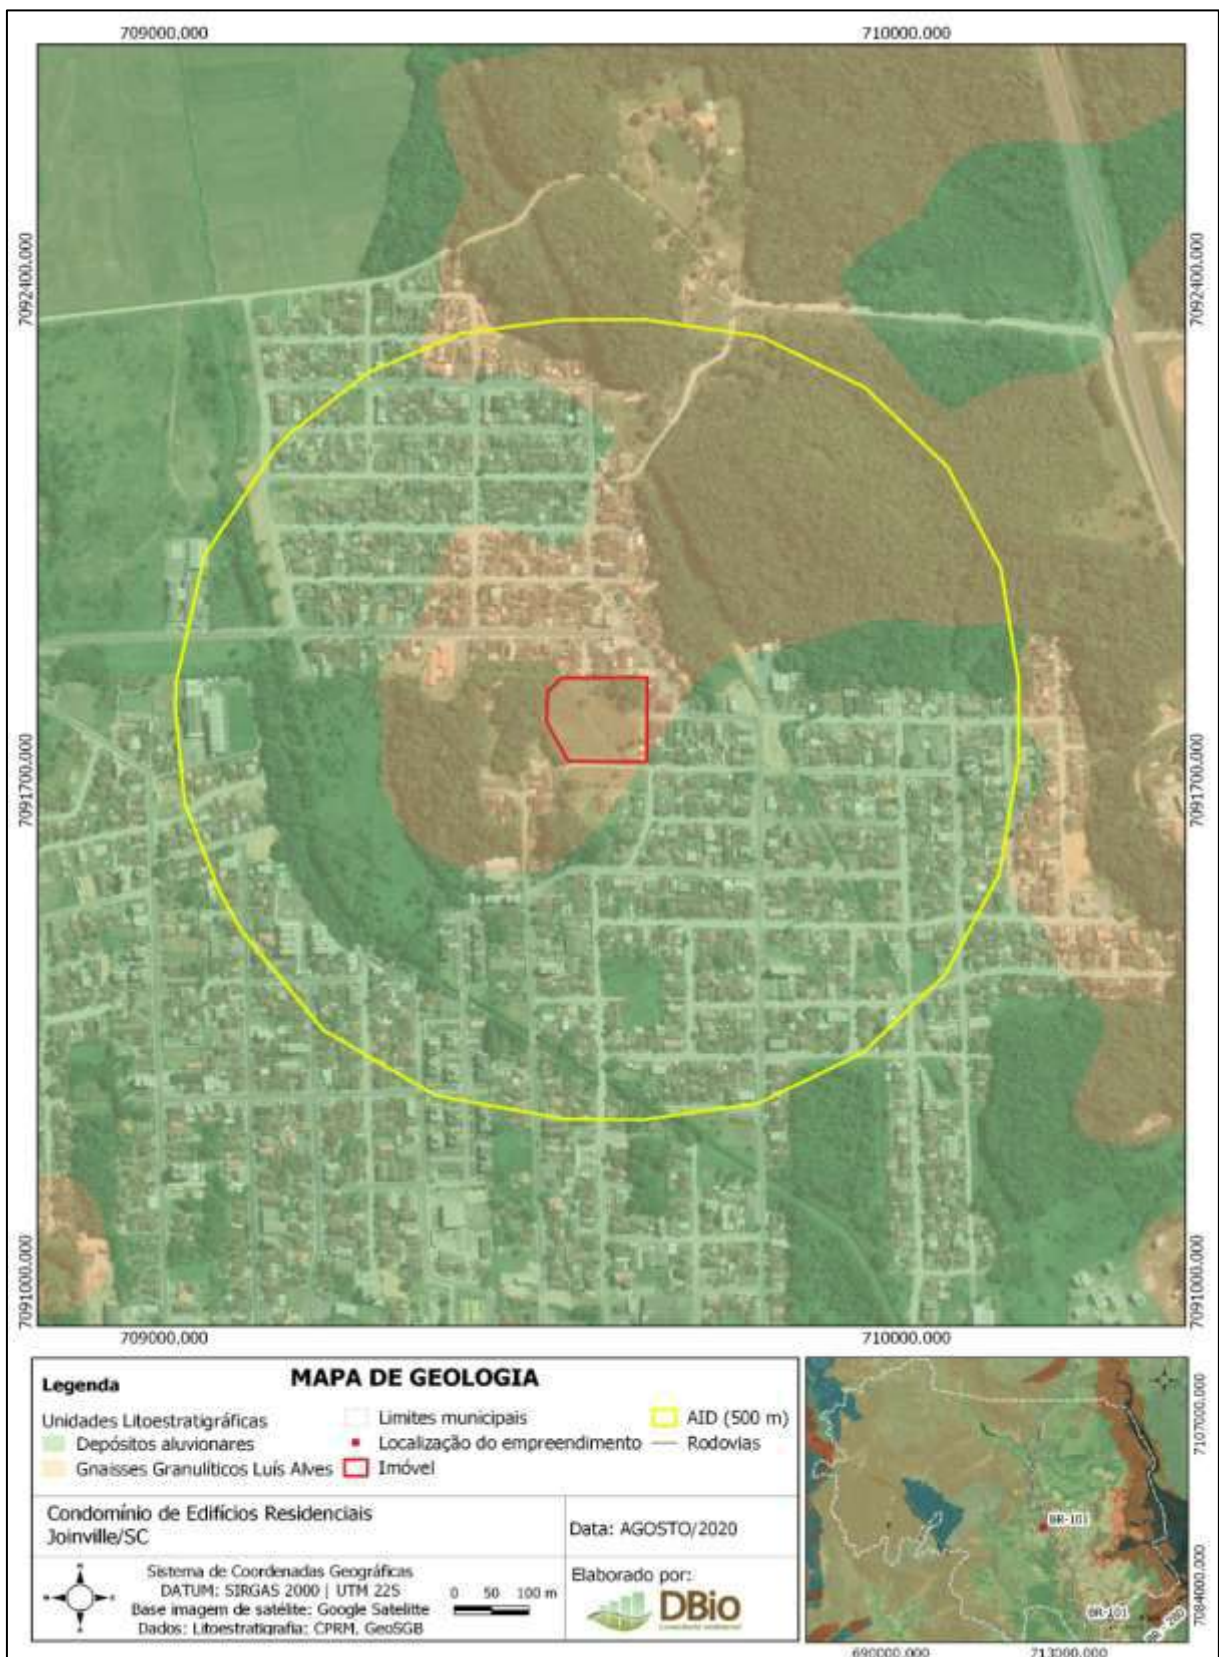 709000.000 710000.000
7092400.000 7092400.000
7091700.000 7091700.000
7091000.000 7091000.000
709000.000 710000.000
Legenda
MAPA DE GEOLOGIA
Unidades Litoestratigráficas
Depósitos aluvionares
Gnaisses Granulíticos Luís Alves
Limites municipais
Localização do empreendimento
Imóvel
AID (500 m)
Rodovias
Condomínio de Edifícios Residenciais
Joinville/SC
Data: AGOSTO/2020
Sistema de Coordenadas Geográficas
DATUM: SIRGAS 2000 | UTM 22S
Base imagem de satélite: Google Satelitte
Dados: Litoestratigrafia: CPRM, GeoSGB
0 50 100 m
Elaborado por:
DBio
7107000.000
7084000.000
BR-101
BR-101
BR - 280
690000.000 713000.000